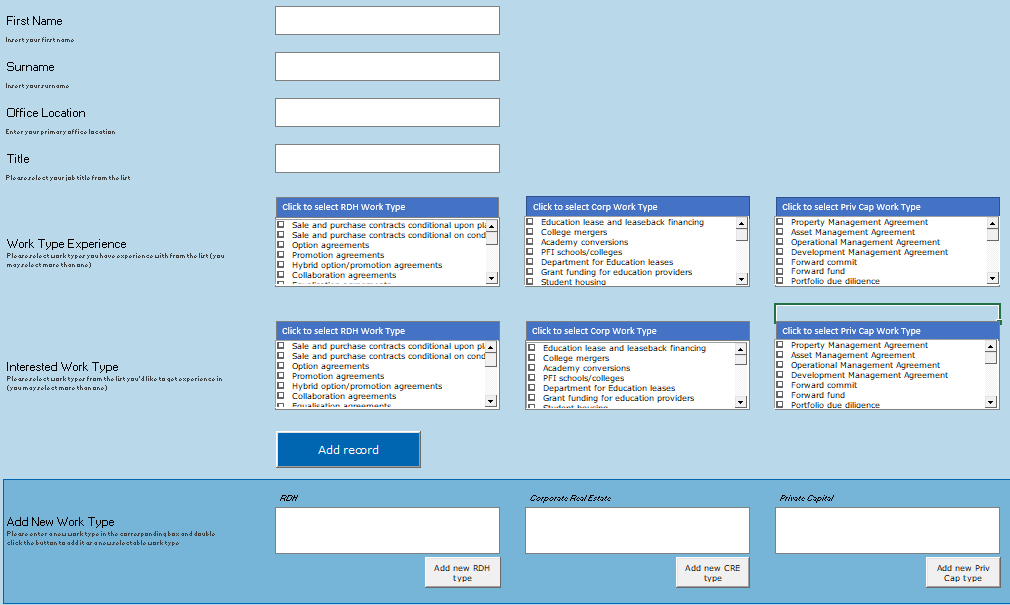 First Name
Insert your first name
Surname
Insert your surname
Office Location
Enter your primary office location
Title
Please select your job title from the list
Click to select RDH Work Type
Click to select Corp Work Type
Click to select Priv Cap Work Type
Work Type Experience
Please select work types you have experience with from the list (you
may select more than one)
Sale and purchase contracts conditional upon pl
Sale and purchase contracts conditional on cond
Option agreements
Promotion agreements
Hybrid option/promotion agreements
Collaboration agreements
Equalisation agreements
Education lease and leaseback financing
College mergers
Academy conversions
PFI schools/colleges
Department for Education leases
Grant funding for education providers
Student housing
Property Management Agreement
Asset Management Agreement
Operational Management Agreement
Development Management Agreement
Forward commit
Forward fund
Portfolio due diligence
Click to select RDH Work Type
Click to select Corp Work Type
Click to select Priv Cap Work Type
Interested Work Type
Please select work types from the list you'd like to get experience in
(you may select more than one)
Sale and purchase contracts conditional upon pl
Sale and purchase contracts conditional on cond
Option agreements
Promotion agreements
Hybrid option/promotion agreements
Collaboration agreements
Equalisation agreements
Education lease and leaseback financing
College mergers
Academy conversions
PFI schools/colleges
Department for Education leases
Grant funding for education providers
Student housing
Property Management Agreement
Asset Management Agreement
Operational Management Agreement
Development Management Agreement
Forward commit
Forward fund
Portfolio due diligence
Add record
RDH
Corporate Real Estate
Private Capital
Add New Work Type
Please enter a new work type in the corresponding box and double
click the button to add it as a new selectable work type
Add new RDH
type
Add new CRE
type
Add new Priv
Cap type